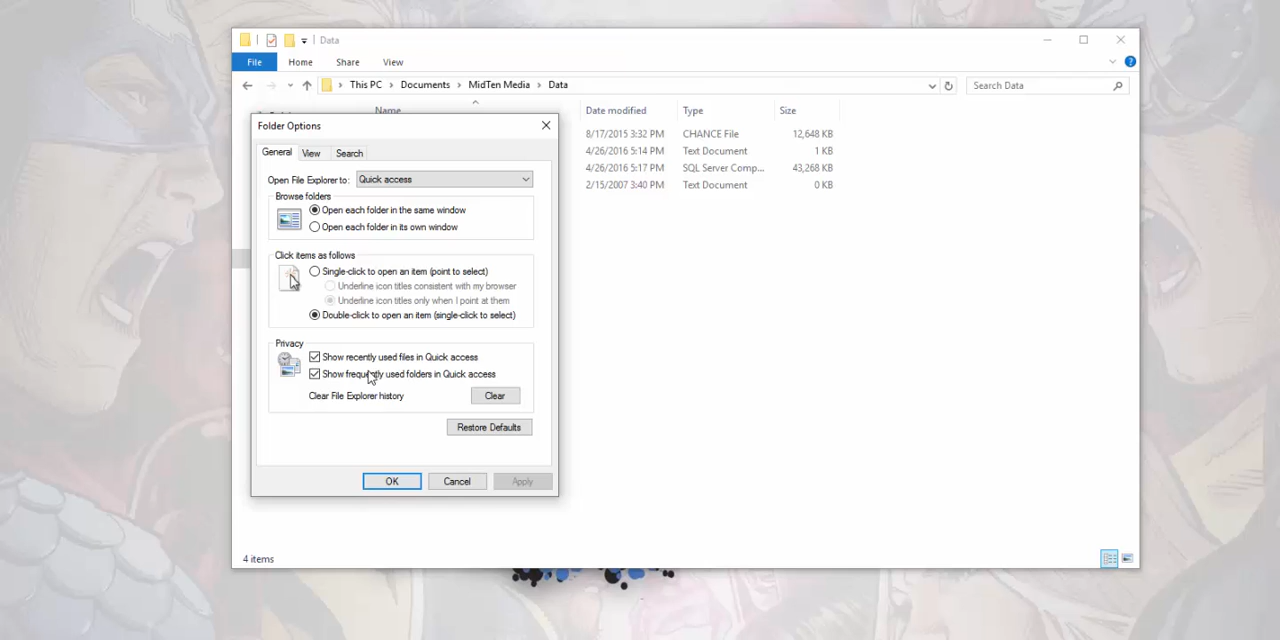 Data
File Home Share View
This PC Documents MidTen Media Data
Search Data
Name Date modified Type Size
8/17/2015 3:32 PM CHANCE File 12,648 KB
4/26/2016 5:14 PM Text Document 1 KB
4/26/2016 5:17 PM SQL Server Comp... 43,268 KB
2/15/2007 3:40 PM Text Document 0 KB
Folder Options
General View Search
Open File Explorer to: Quick access
Browse folders
Open each folder in the same window
Open each folder in its own window
Click items as follows
Single-click to open an item (point to select)
Underline icon titles consistent with my browser
Underline icon titles only when I point at them
Double-click to open an item (single-click to select)
Privacy
Show recently used files in Quick access
Show frequently used folders in Quick access
Clear File Explorer history Clear
Restore Defaults
OK Cancel Apply
4 items